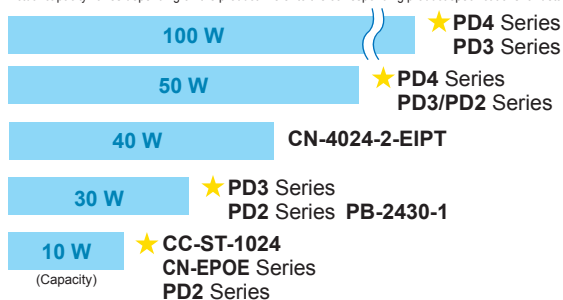 100 W
★PD4 Series
PD3 Series
50 W
★PD4 Series
PD3/PD2 Series
40 W
CN-4024-2-EIPT
30 W
★PD3 Series
PD2 Series PB-2430-1
10 W
(Capacity)
★CC-ST-1024
CN-EPOE Series
PD2 Series